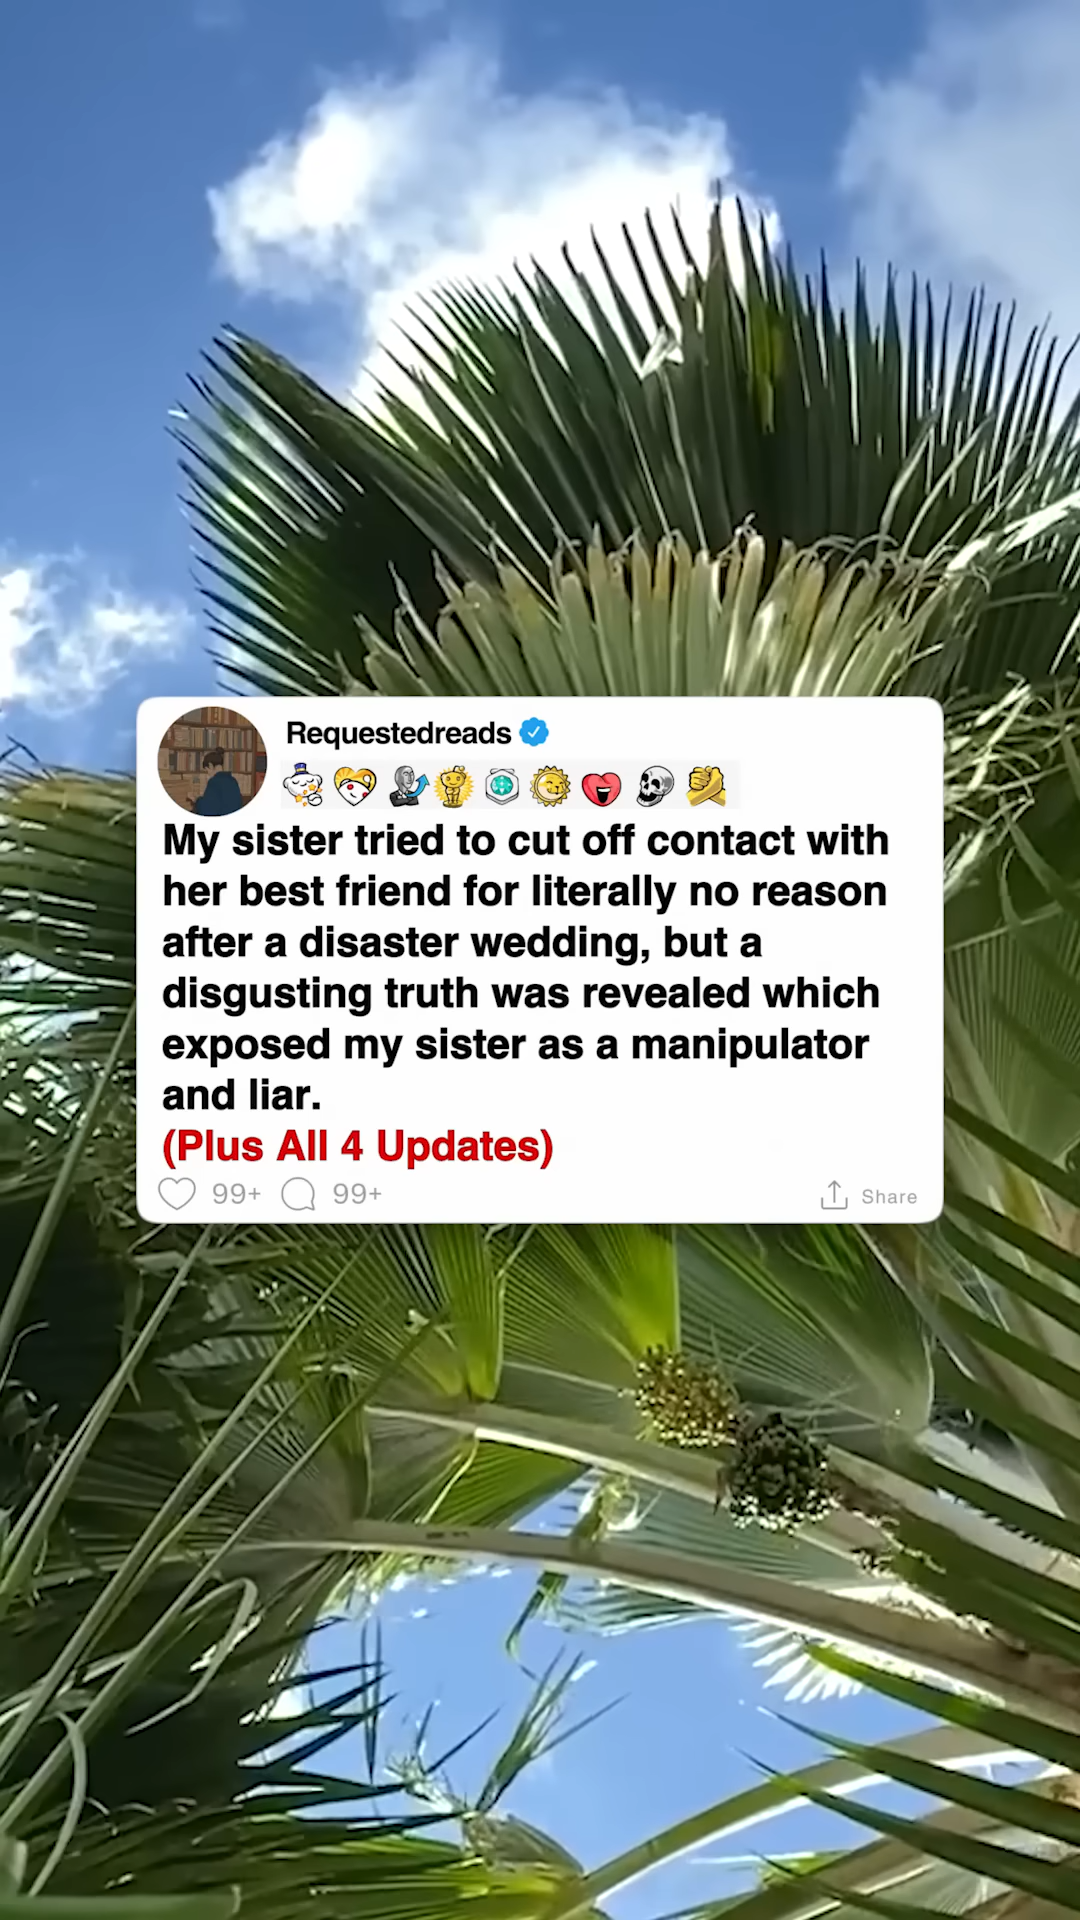 Requestedreads
My sister tried to cut off contact with
her best friend for literally no reason
after a disaster wedding, but a
disgusting truth was revealed which
exposed my sister as a manipulator
and liar.
(Plus All 4 Updates)
99+ 99+ Share